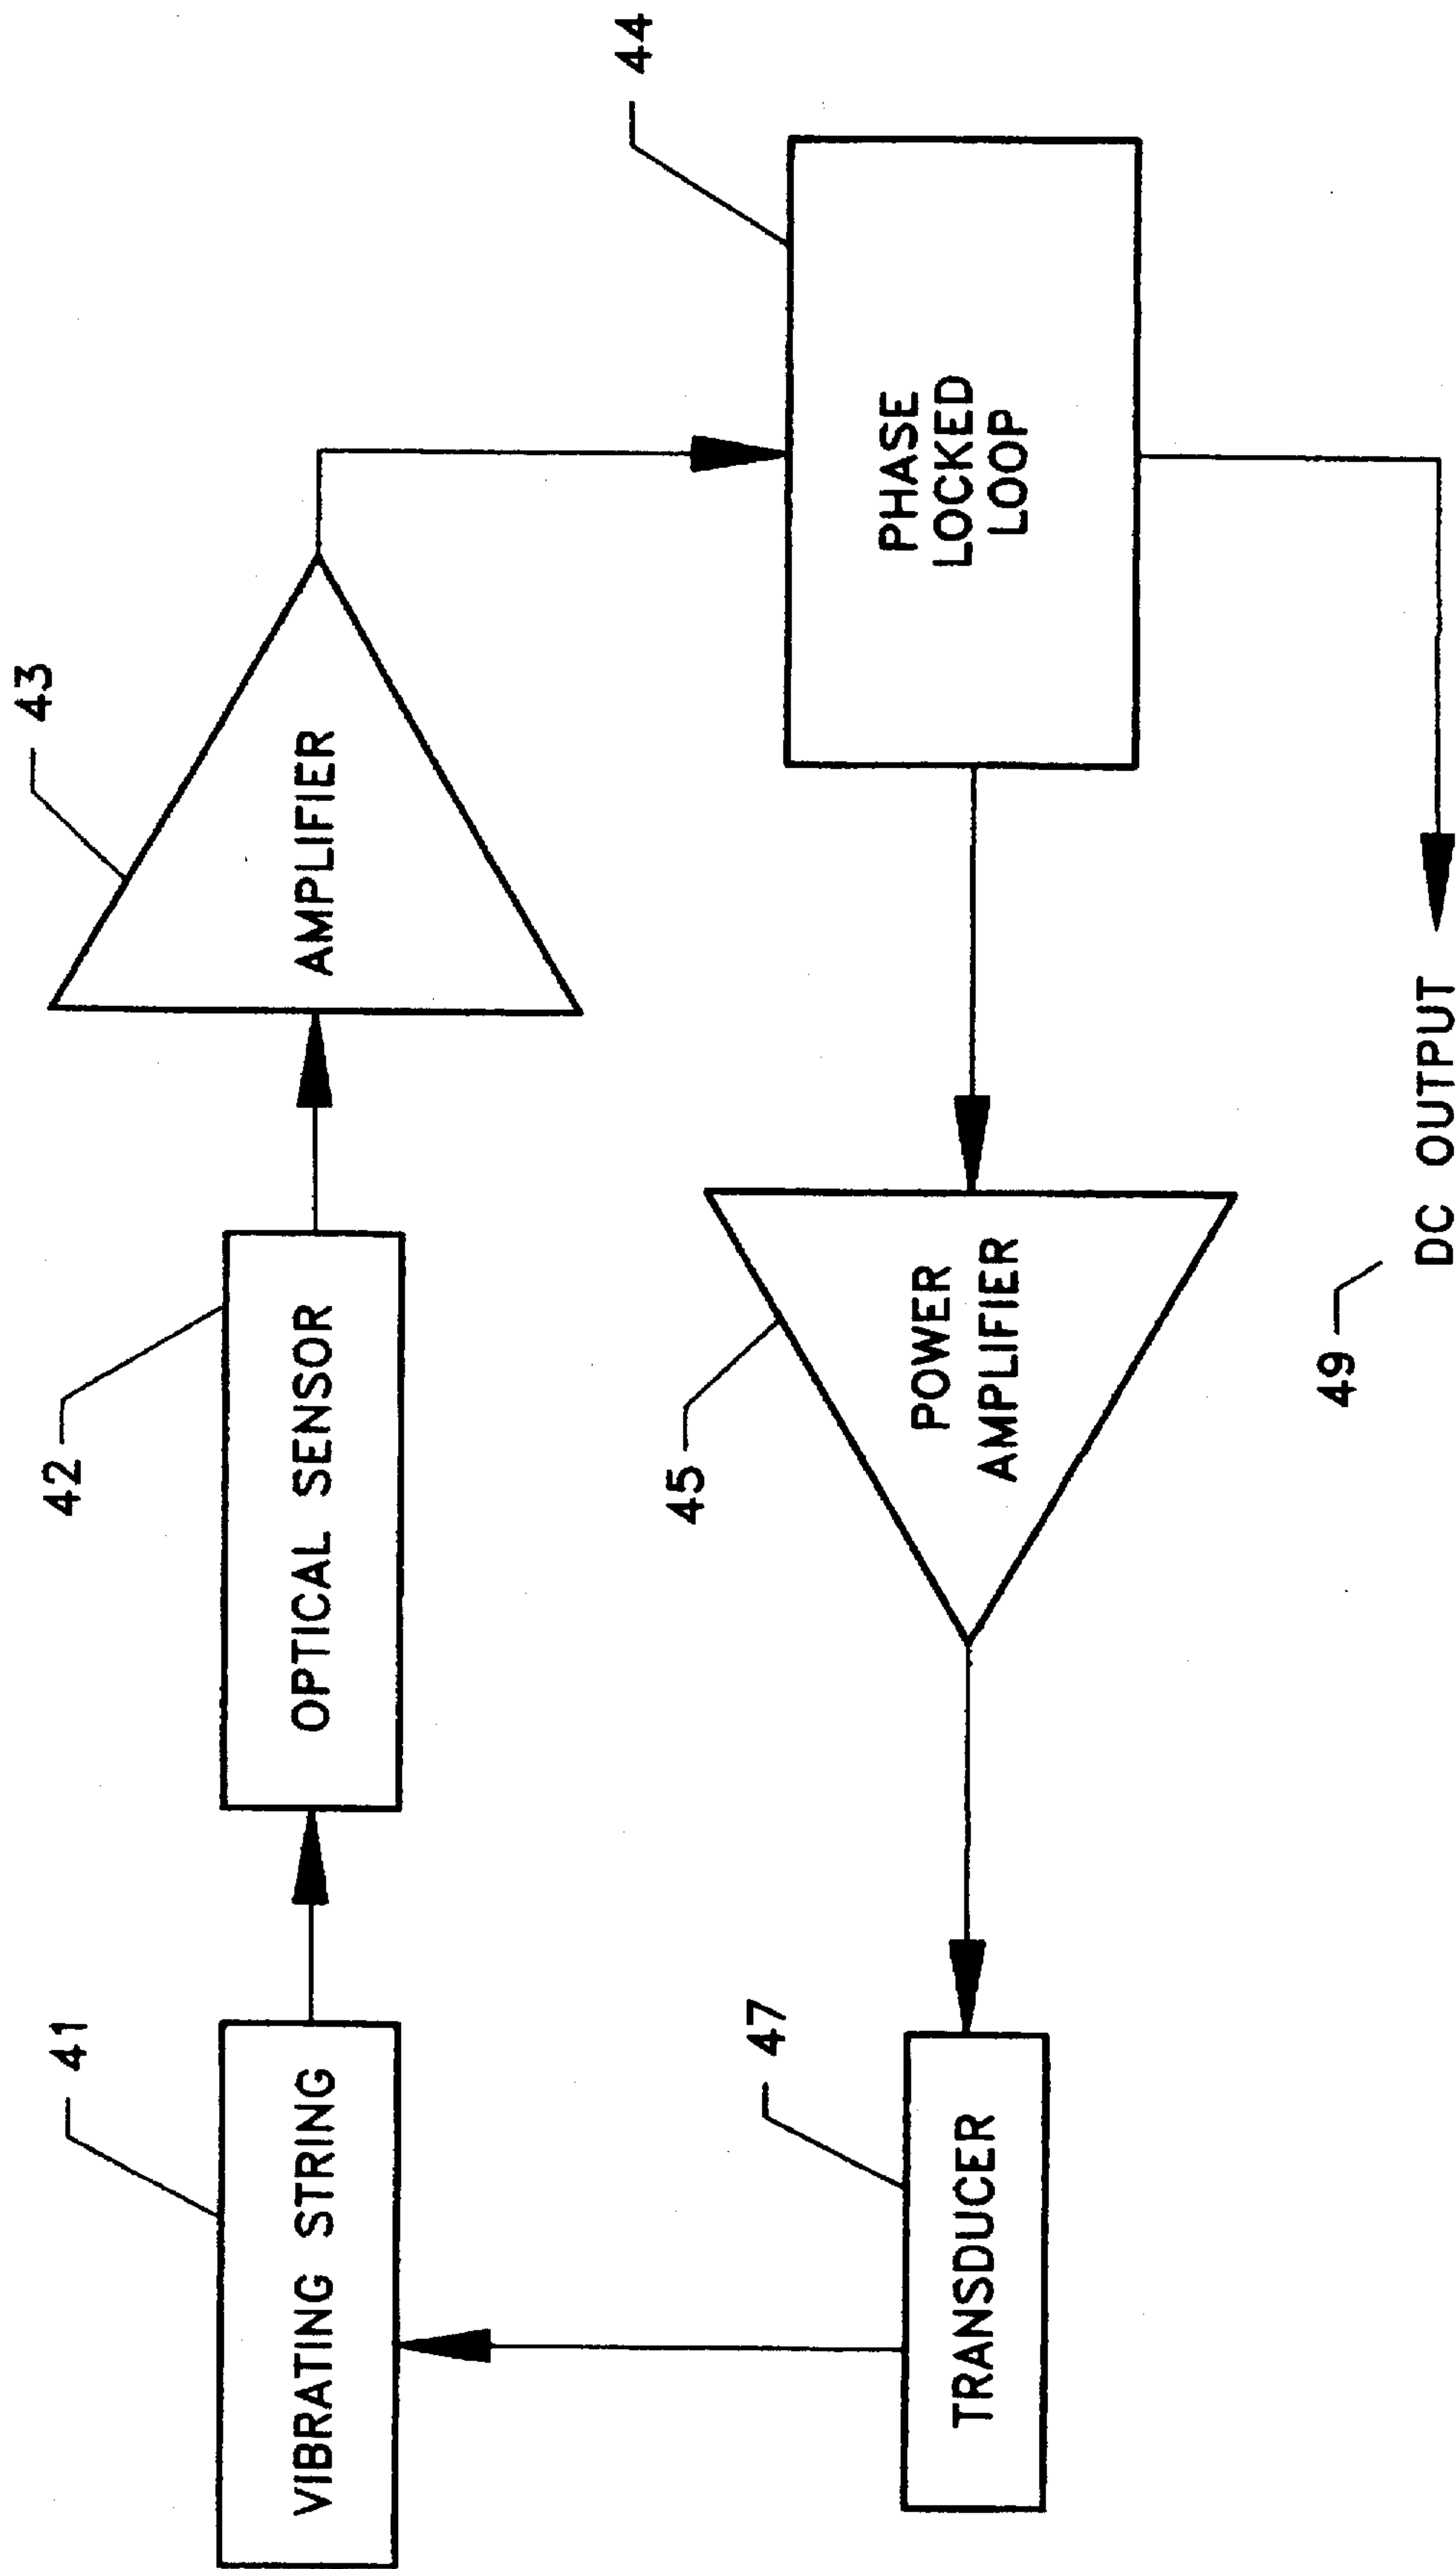 41
VIBRATING STRING
42
OPTICAL SENSOR
43
AMPLIFIER
44
PHASE
LOCKED
LOOP
45
POWER
AMPLIFIER
47
TRANSDUCER
49
DC OUTPUT